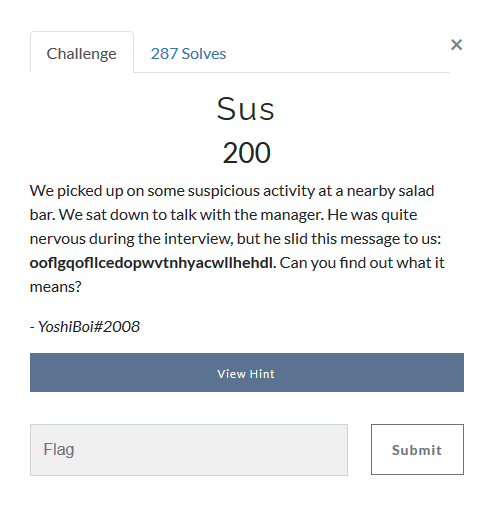 Challenge
287 Solves
×
Sus
200
We picked up on some suspicious activity at a nearby salad
bar. We sat down to talk with the manager. He was quite
nervous during the interview, but he slid this message to us:
ooflgqofllcedopwvtnhyacwllhehdl. Can you find out what it
means?
- YoshiBoi#2008
View Hint
Flag
Submit